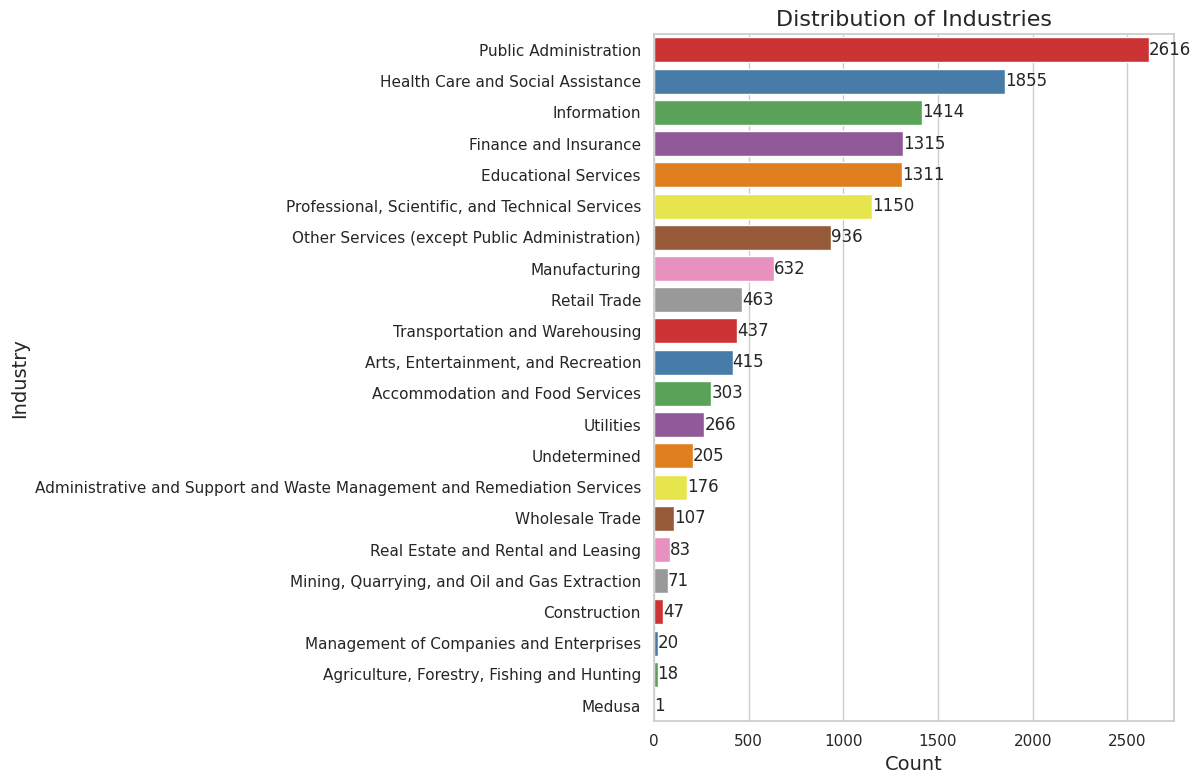 Distribution of Industries
Public Administration 2616
Health Care and Social Assistance 1855
Information 1414
Finance and Insurance 1315
Educational Services 1311
Professional, Scientific, and Technical Services 1150
Other Services (except Public Administration) 936
Manufacturing 632
Retail Trade 463
Transportation and Warehousing 437
Arts, Entertainment, and Recreation 415
Accommodation and Food Services 303
Utilities 266
Undetermined 205
Administrative and Support and Waste Management and Remediation Services 176
Wholesale Trade 107
Real Estate and Rental and Leasing 83
Mining, Quarrying, and Oil and Gas Extraction 71
Construction 47
Management of Companies and Enterprises 20
Agriculture, Forestry, Fishing and Hunting 18
Medusa 1
0 500 1000 1500 2000 2500
Count
Industry